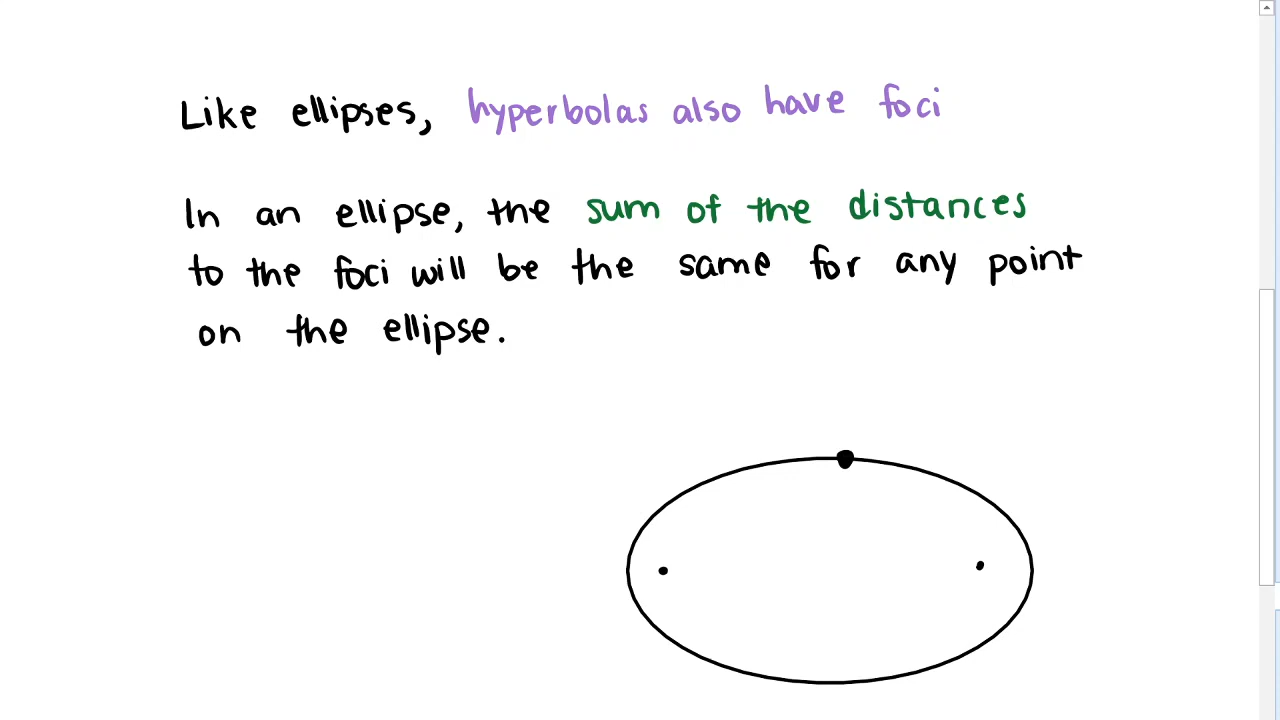 Like ellipses, hyperbolas also have foci
In an ellipse, the sum of the distances
to the foci will be the same for any point
on the ellipse.